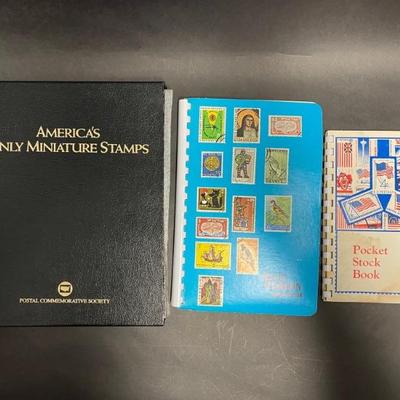 AMERICA'S
NLY MINIATURE STAMPS
POSTAL COMMEMORATIVE SOCIETY
Pocket
Stock
Book